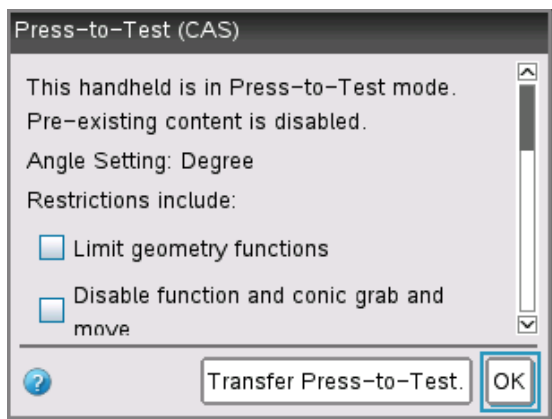 Press-to-Test (CAS)
This handheld is in Press-to-Test mode.
Pre-existing content is disabled.
Angle Setting: Degree
Restrictions include:
Limit geometry functions
Disable function and conic grab and
move
Transfer Press-to-Test.
OK